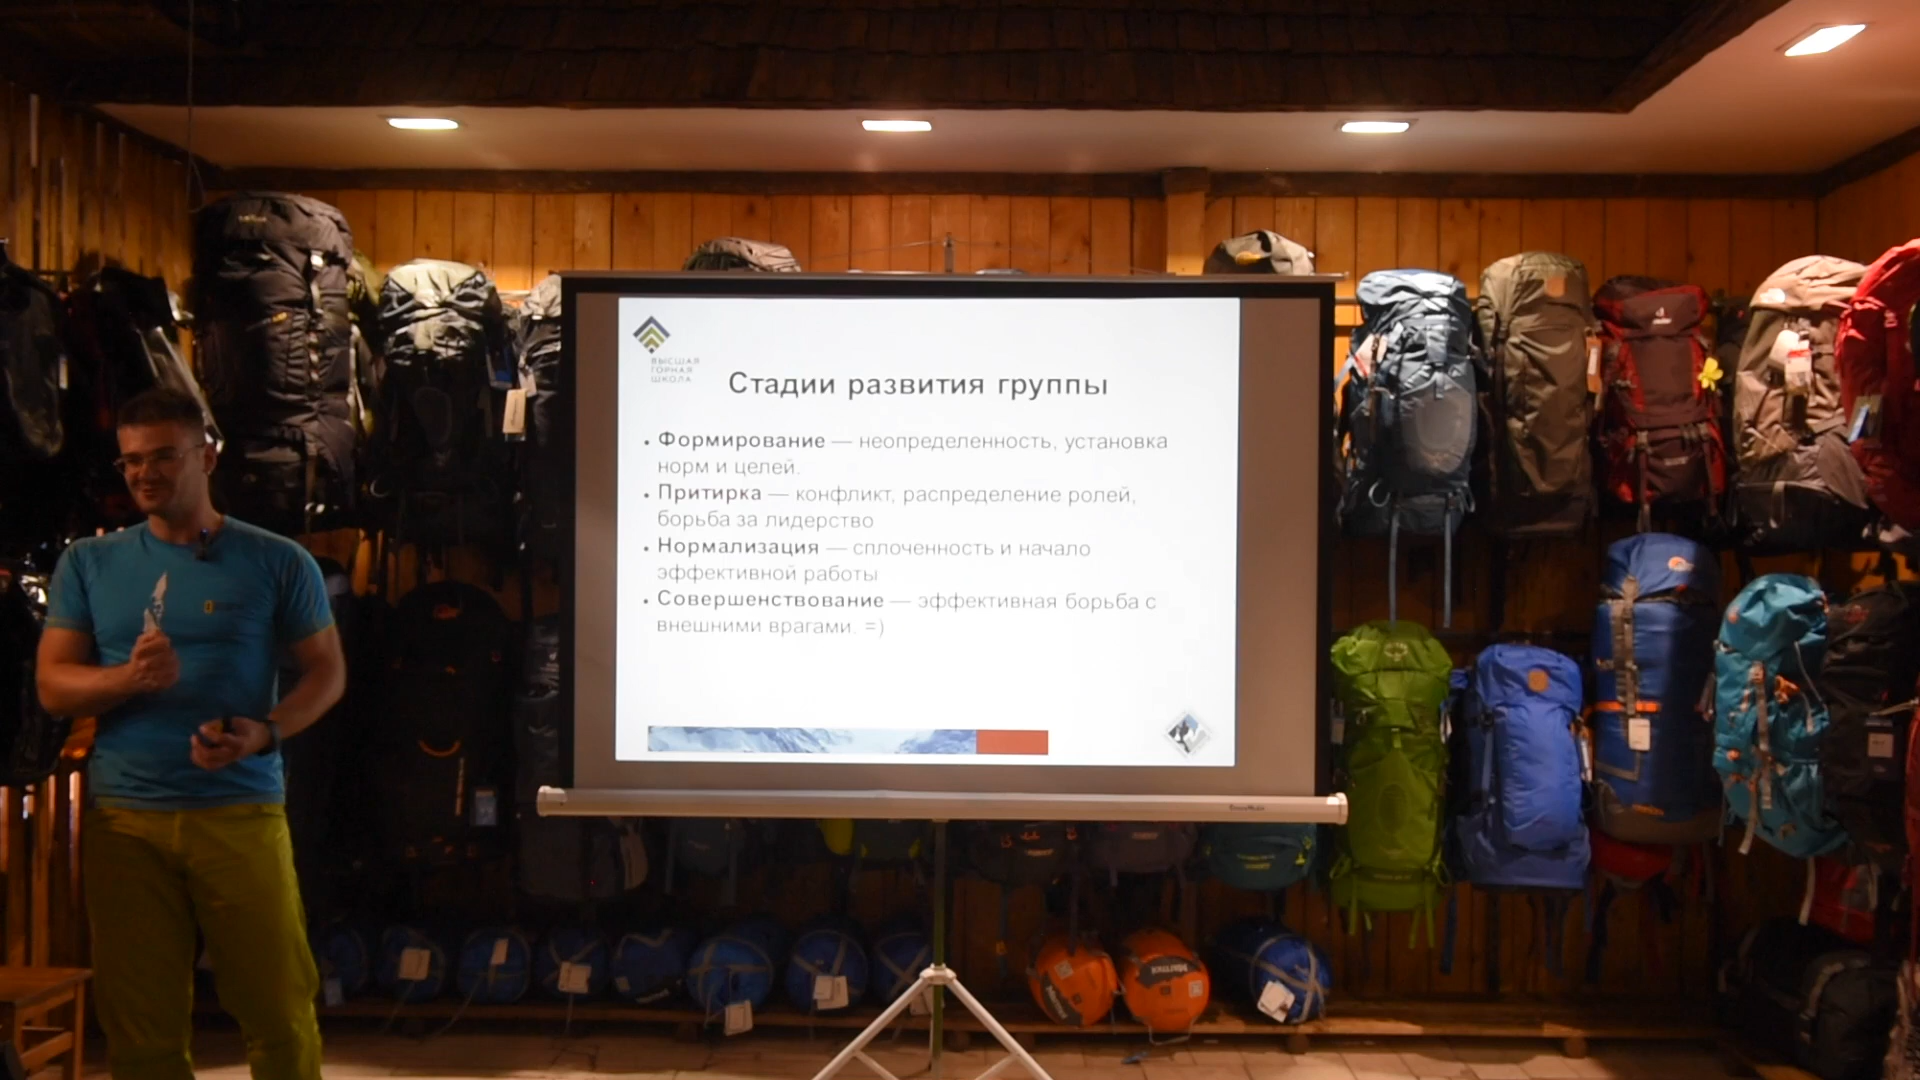 ВЫСШАЯ
ГОРНАЯ
ШКОЛА
Стадии развития группы
• Формирование — неопределенность, установка
норм и целей.
• Притирка — конфликт, распределение ролей,
борьба за лидерство
• Нормализация — сплоченность и начало
эффективной работы
• Совершенствование — эффективная борьба с
внешними врагами. =)
Marmot